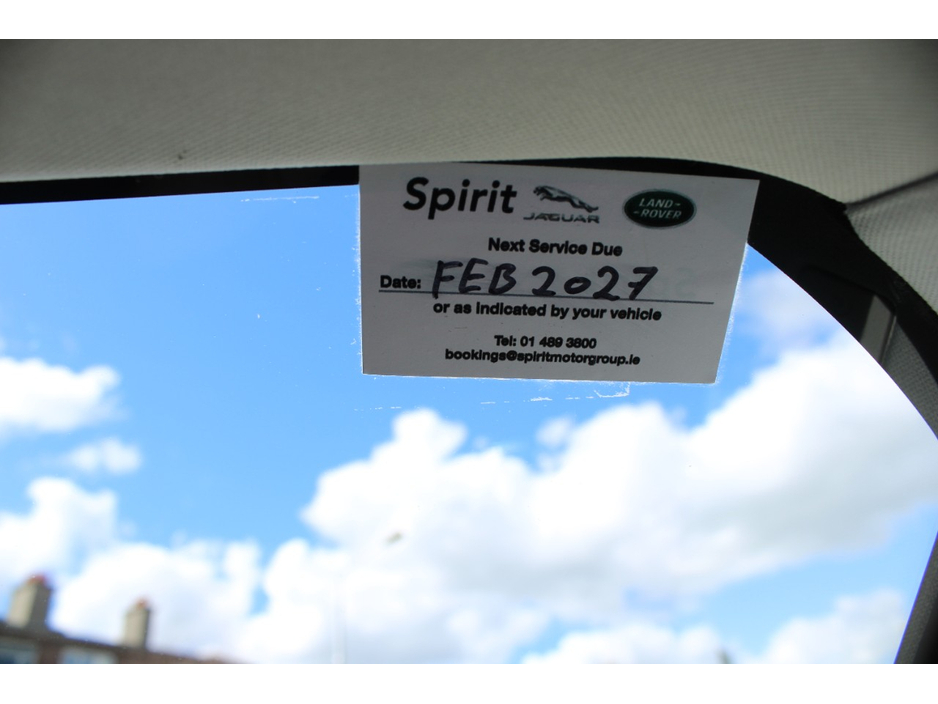 Spirit JAGUAR LAND-
-ROVER
Next Service Due
Date: FEB 2027
or as indicated by your vehicle
Tel: 01 489 3800
bookings@spiritmotorgroup.ie